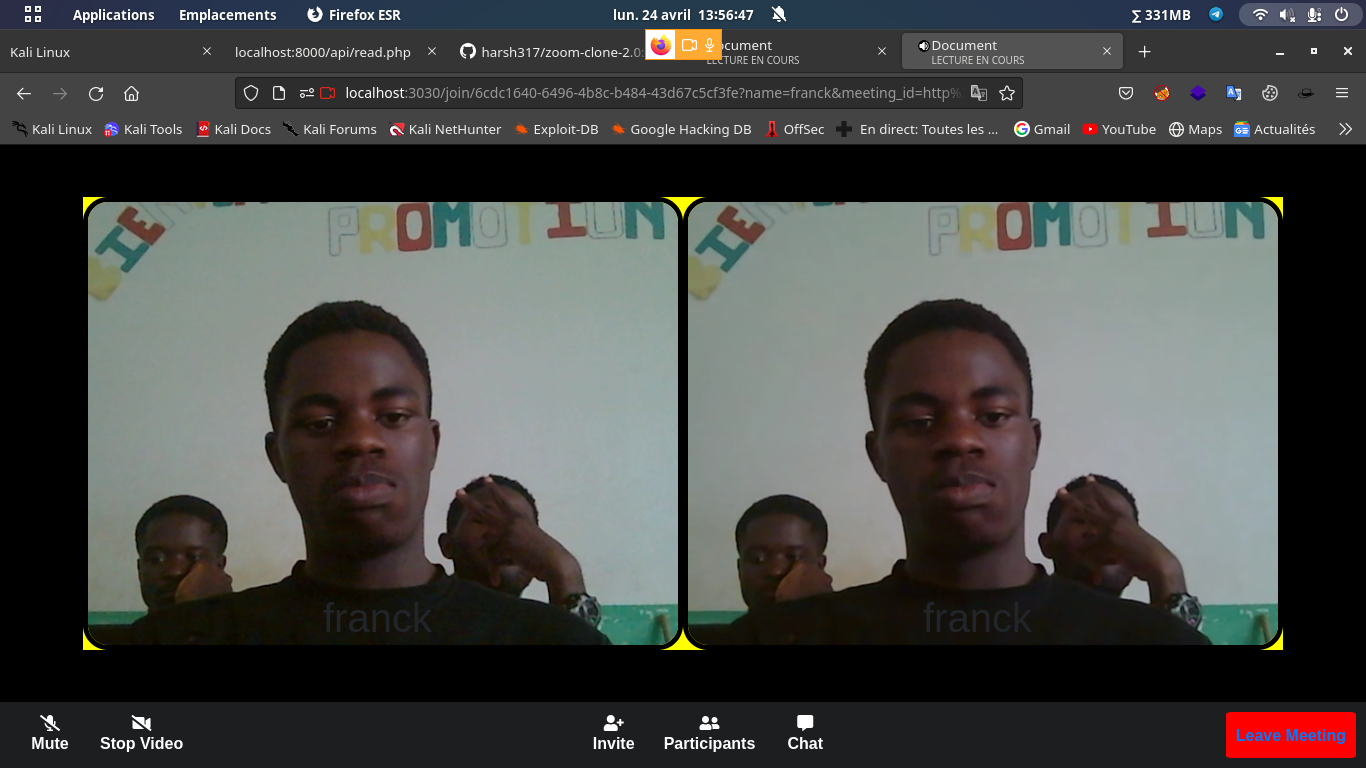 Applications Emplacements Firefox ESR lun. 24 avril 13:56:47 ∑ 331MB
Kali Linux localhost:8000/api/read.php harsh317/zoom-clone-2.0: ocument Document
LECTURE EN COURS LECTURE EN COURS
localhost:3030/join/6cdc1640-6496-4b8c-b484-43d67c5cf3fe?name=franck&meeting_id=http%
Kali Linux Kali Tools Kali Docs Kali Forums Kali NetHunter Exploit-DB Google Hacking DB OffSec En direct: Toutes les ... Gmail YouTube Maps Actualités
PROMOTION PROMOTION
franck franck
Mute Stop Video Invite Participants Chat Leave Meeting